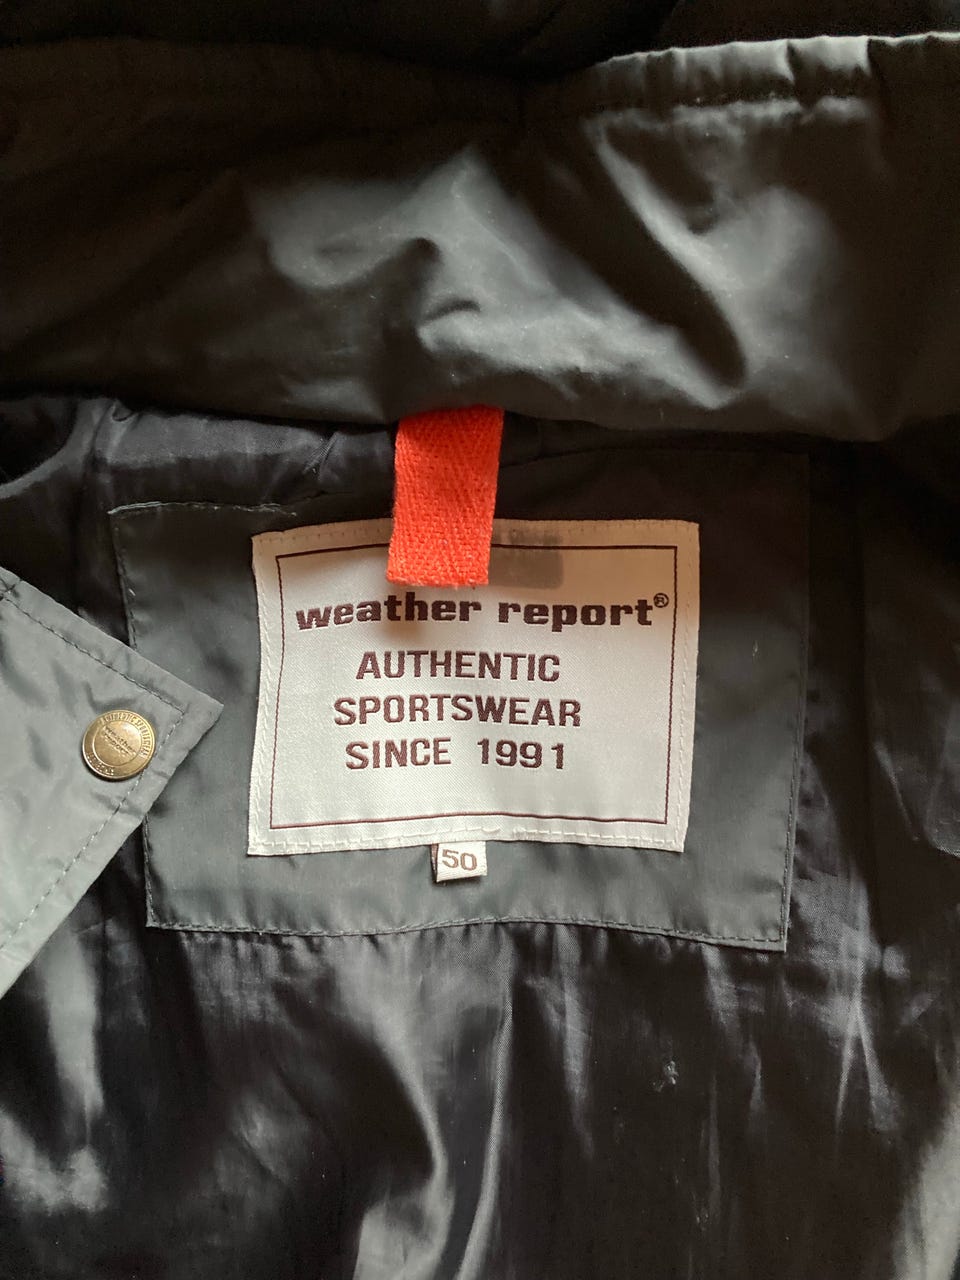 weather report®
AUTHENTIC
SPORTSWEAR
SINCE 1991
50